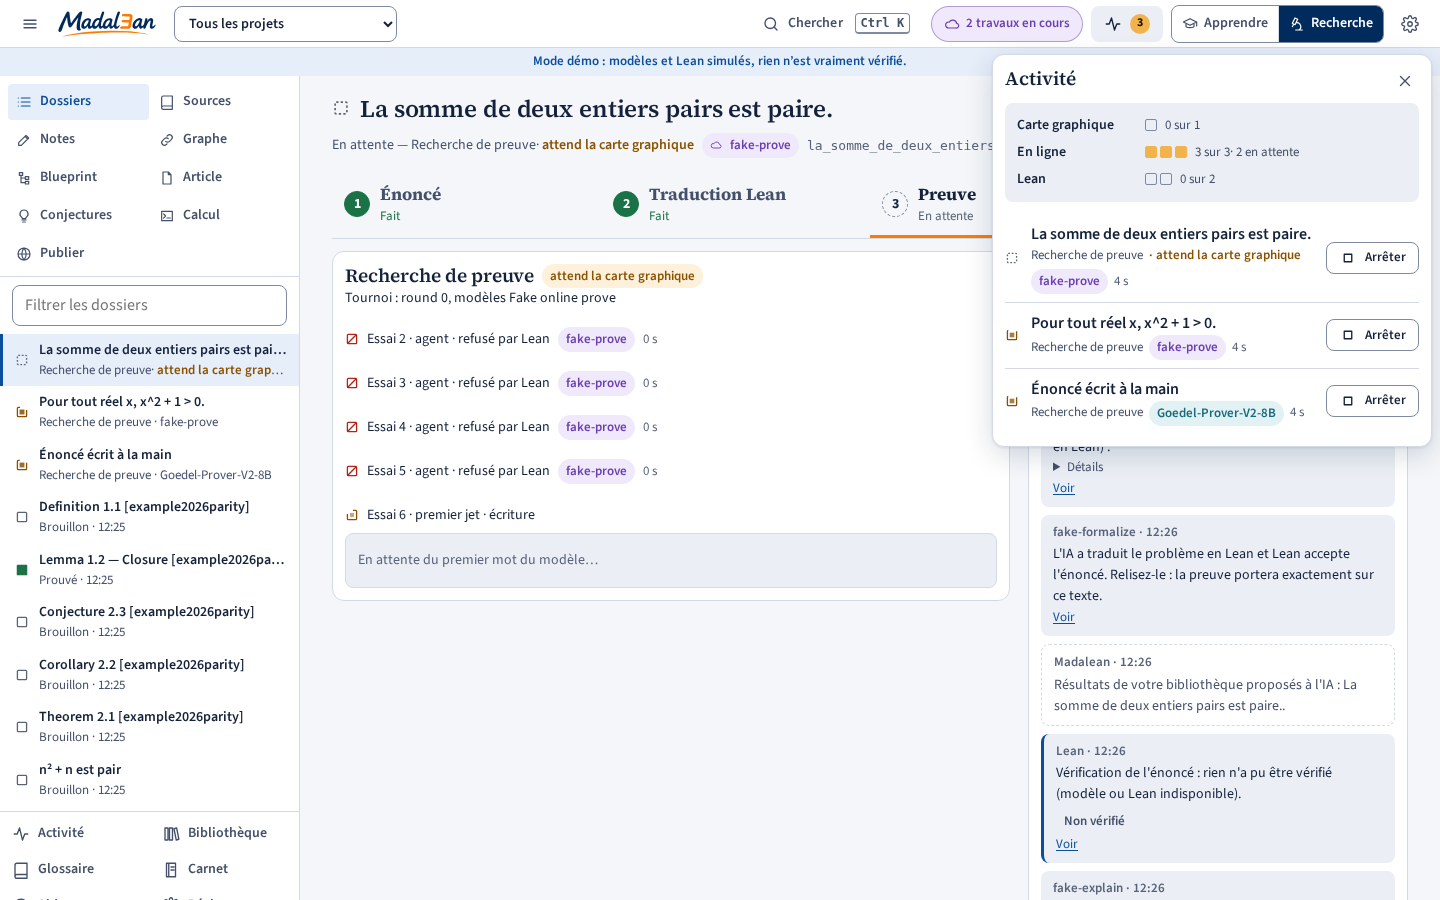 Madalean
Tous les projets
Chercher Ctrl K
2 travaux en cours
3
Apprendre
Recherche
Mode démo : modèles et Lean simulés, rien n'est vraiment vérifié.
Dossiers
Sources
Notes
Graphe
Blueprint
Article
Conjectures
Calcul
Publier
Filtrer les dossiers
La somme de deux entiers pairs est pai…
Recherche de preuve· attend la carte grap…
Pour tout réel x, x^2 + 1 > 0.
Recherche de preuve · fake-prove
Énoncé écrit à la main
Recherche de preuve · Goedel-Prover-V2-8B
Definition 1.1 [example2026parity]
Brouillon · 12:25
Lemma 1.2 — Closure [example2026pa…
Prouvé · 12:25
Conjecture 2.3 [example2026parity]
Brouillon · 12:25
Corollary 2.2 [example2026parity]
Brouillon · 12:25
Theorem 2.1 [example2026parity]
Brouillon · 12:25
n² + n est pair
Brouillon · 12:25
Activité
Bibliothèque
Glossaire
Carnet
La somme de deux entiers pairs est paire.
En attente — Recherche de preuve· attend la carte graphique fake-prove la_somme_de_deux_entiers
1 Énoncé
Fait
2 Traduction Lean
Fait
3 Preuve
En attente
Recherche de preuve attend la carte graphique
Tournoi : round 0, modèles Fake online prove
Essai 2 · agent · refusé par Lean fake-prove 0 s
Essai 3 · agent · refusé par Lean fake-prove 0 s
Essai 4 · agent · refusé par Lean fake-prove 0 s
Essai 5 · agent · refusé par Lean fake-prove 0 s
Essai 6 · premier jet · écriture
En attente du premier mot du modèle…
Activité
Carte graphique 0 sur 1
En ligne 3 sur 3· 2 en attente
Lean 0 sur 2
La somme de deux entiers pairs est paire.
Recherche de preuve · attend la carte graphique
fake-prove 4 s
Arrêter
Pour tout réel x, x^2 + 1 > 0.
Recherche de preuve fake-prove 4 s
Arrêter
Énoncé écrit à la main
Recherche de preuve Goedel-Prover-V2-8B 4 s
Arrêter
en Lean) .
Détails
Voir
fake-formalize · 12:26
L'IA a traduit le problème en Lean et Lean accepte
l'énoncé. Relisez-le : la preuve portera exactement sur
ce texte.
Voir
Madalean · 12:26
Résultats de votre bibliothèque proposés à l'IA : La
somme de deux entiers pairs est paire..
Lean · 12:26
Vérification de l'énoncé : rien n'a pu être vérifié
(modèle ou Lean indisponible).
Non vérifié
Voir
fake-explain · 12:26